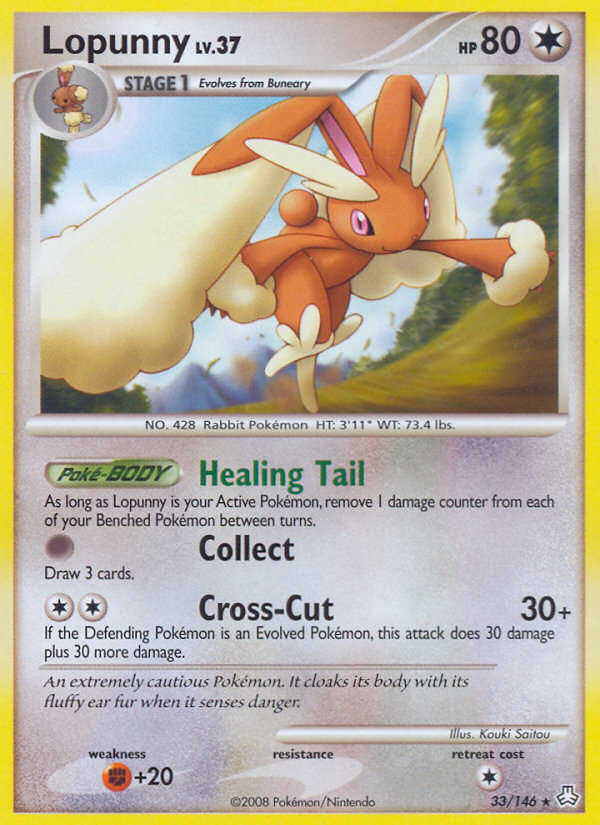 Lopunny LV.37
HP 80
STAGE 1 Evolves from Buneary
NO. 428 Rabbit Pokémon HT: 3'11" WT: 73.4 lbs.
Poké-BODY Healing Tail
As long as Lopunny is your Active Pokémon, remove 1 damage counter from each
of your Benched Pokémon between turns.
Collect
Draw 3 cards.
Cross-Cut 30+
If the Defending Pokémon is an Evolved Pokémon, this attack does 30 damage
plus 30 more damage.
An extremely cautious Pokémon. It cloaks its body with its
fluffy ear fur when it senses danger.
Illus. Kouki Saitou
weakness resistance retreat cost
+20
©2008 Pokémon/Nintendo 33/146 ★